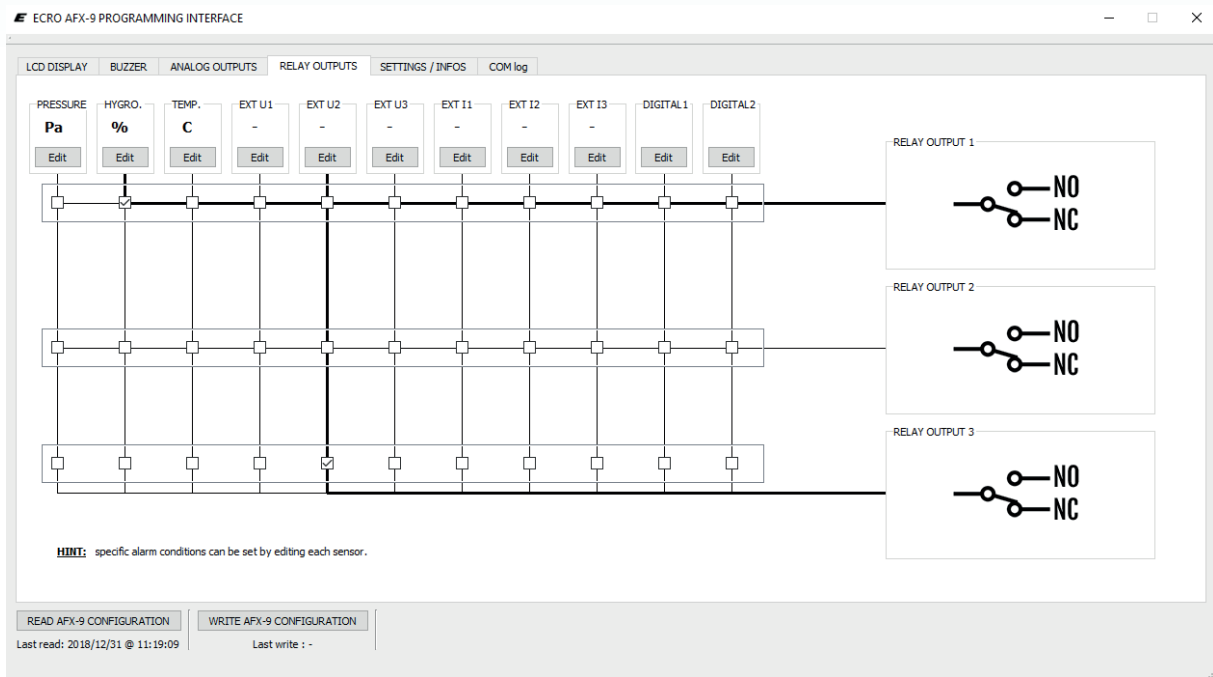 ECRO AFX-9 PROGRAMMING INTERFACE
LCD DISPLAY BUZZER ANALOG OUTPUTS RELAY OUTPUTS SETTINGS / INFOS COM log
PRESSURE HYGRO. TEMP. EXT U1 EXT U2 EXT U3 EXT I1 EXT I2 EXT I3 DIGITAL1 DIGITAL2
Pa % C - - - - - -
Edit Edit Edit Edit Edit Edit Edit Edit Edit Edit Edit
RELAY OUTPUT 1
NO
NC
RELAY OUTPUT 2
NO
NC
RELAY OUTPUT 3
NO
NC
HINT: specific alarm conditions can be set by editing each sensor.
READ AFX-9 CONFIGURATION WRITE AFX-9 CONFIGURATION
Last read: 2018/12/31 @ 11:19:09 Last write : -